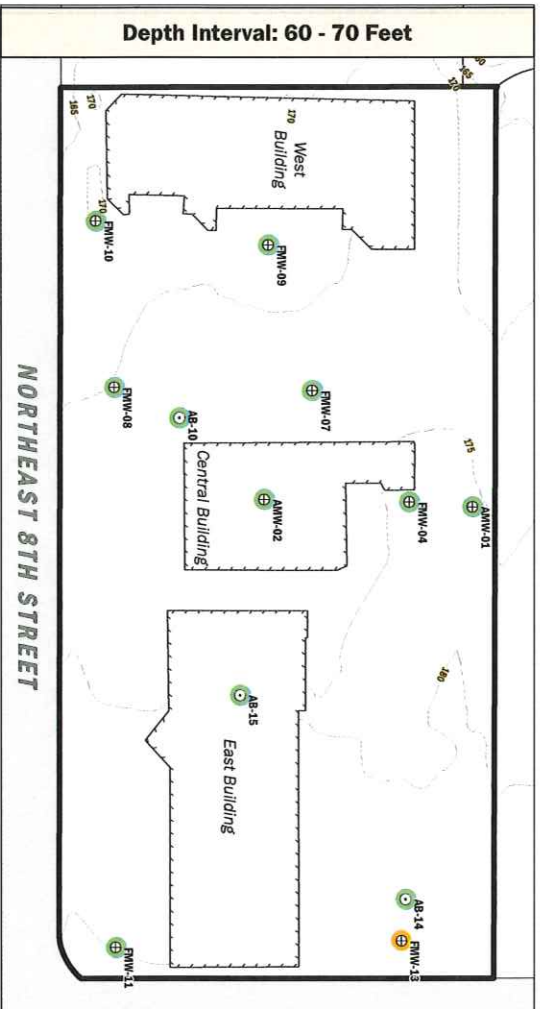 Depth Interval: 60 - 70 Feet
165
170
170
165
170
170
West
Building
FMW-10
FMW-09
FMW-08
AB-10
FMW-07
175
Central Building
AMW-02
FMW-04
AMW-01
180
AB-15
East Building
AB-14
FMW-13
FMW-11
NORTHEAST 8TH STREET